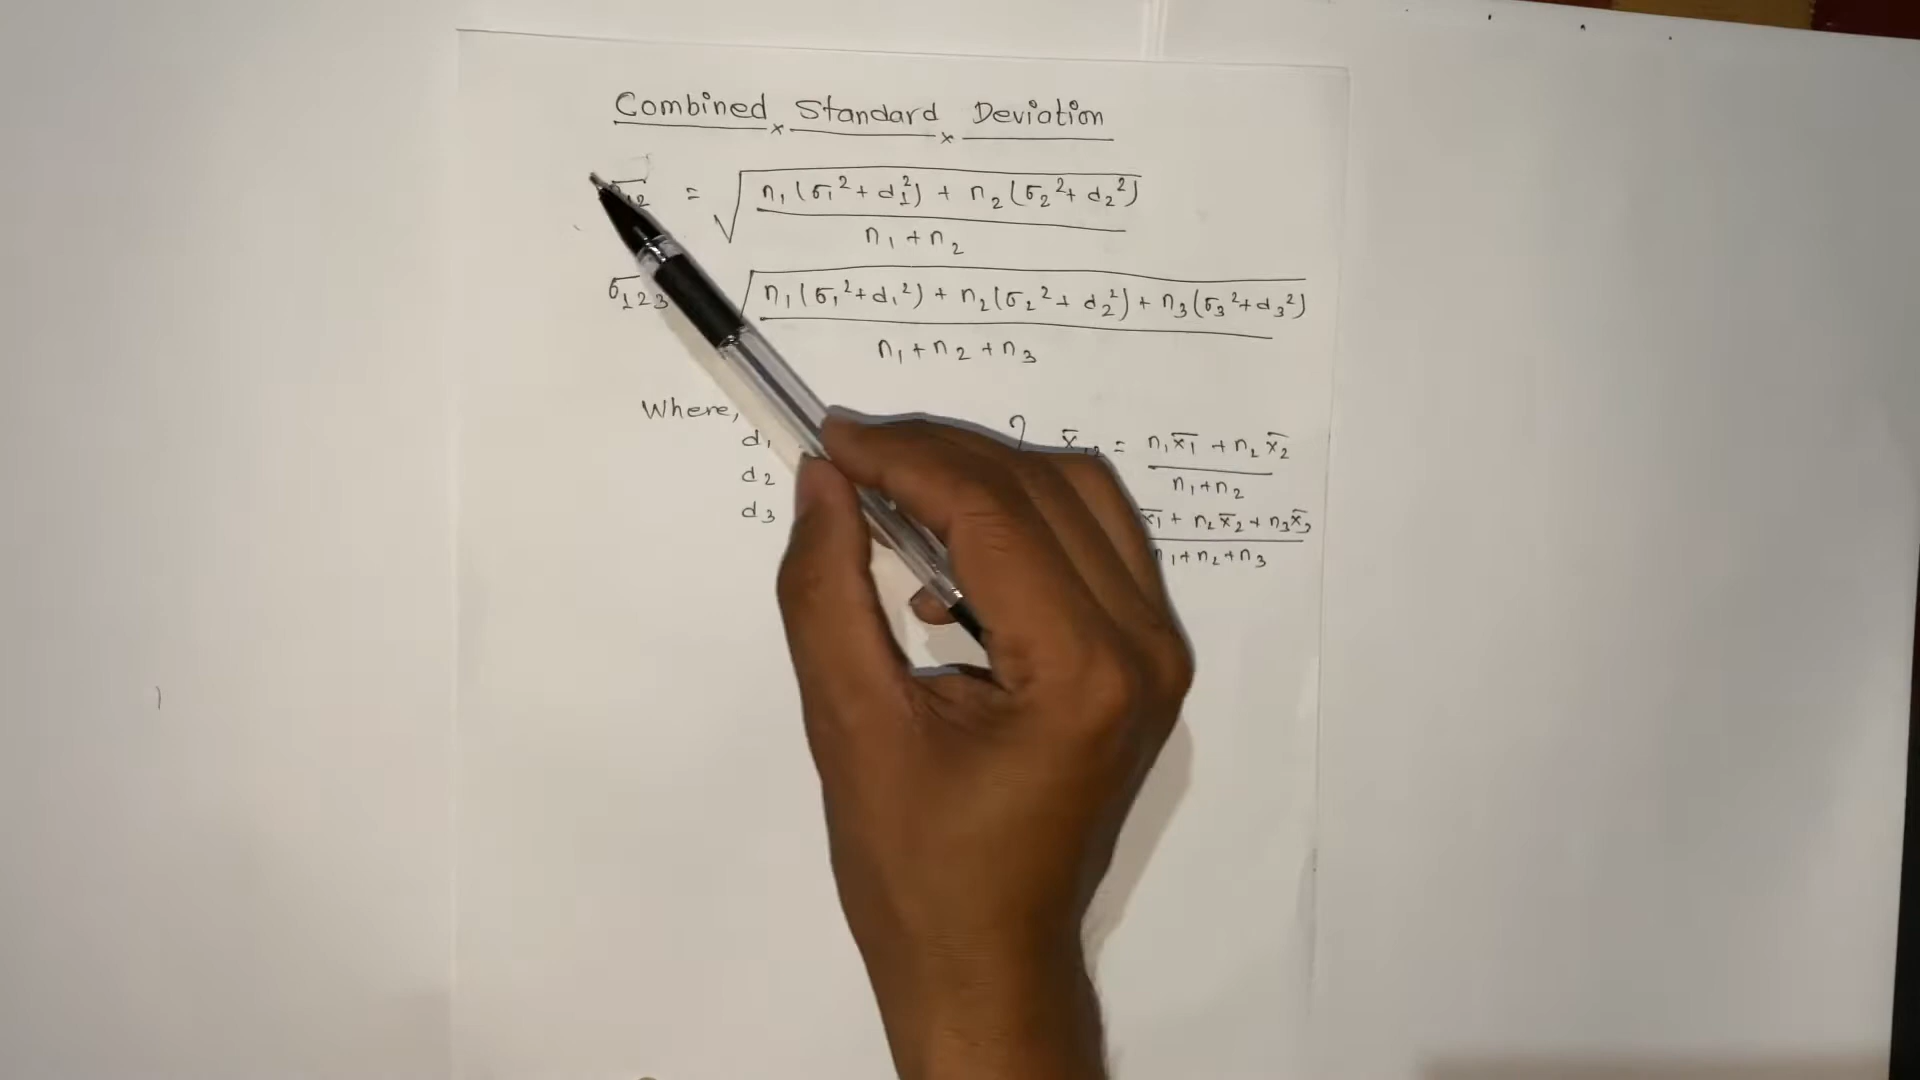 Combined Standard Deviation
σ₁₂ = √ n₁(σ₁² + d₁²) + n₂(σ₂² + d₂²)
n₁ + n₂
σ₁₂₃ √ n₁(σ₁² + d₁²) + n₂(σ₂² + d₂²) + n₃(σ₃² + d₃²)
n₁ + n₂ + n₃
Where,
d₁
d₂
d₃
x̄₁₂ = n₁x̄₁ + n₂x̄₂
n₁ + n₂
x̄₁ + n₂x̄₂ + n₃x̄₃
n₁ + n₂ + n₃